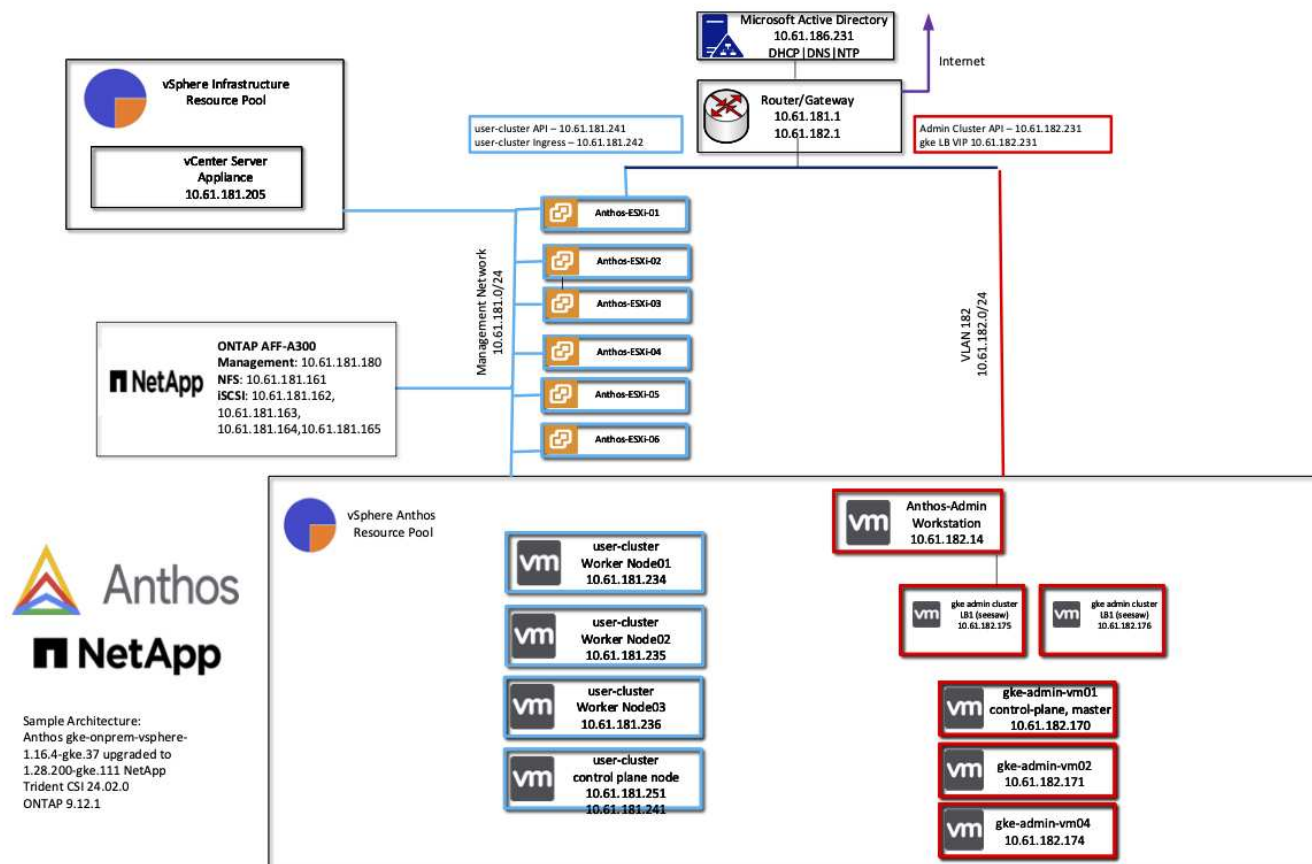 Microsoft Active Directory
10.61.186.231
DHCP|DNS|NTP
Internet
vSphere Infrastructure
Resource Pool
vCenter Server
Appliance
10.61.181.205
Router/Gateway
10.61.181.1
10.61.182.1
user-cluster API – 10.61.181.241
user-cluster Ingress – 10.61.181.242
Admin Cluster API – 10.61.182.231
gke LB VIP 10.61.182.231
Anthos-ESXi-01
Anthos-ESXi-02
Anthos-ESXi-03
Anthos-ESXi-04
Anthos-ESXi-05
Anthos-ESXi-06
Management Network
10.61.181.0/24
VLAN 182
10.61.182.0/24
NetApp
ONTAP AFF-A300
Management: 10.61.181.180
NFS: 10.61.181.161
iSCSI: 10.61.181.162,
10.61.181.163,
10.61.181.164,10.61.181.165
vSphere Anthos
Resource Pool
vm
user-cluster
Worker Node01
10.61.181.234
vm
user-cluster
Worker Node02
10.61.181.235
vm
user-cluster
Worker Node03
10.61.181.236
vm
user-cluster
control plane node
10.61.181.251
10.61.181.241
vm
Anthos-Admin
Workstation
10.61.182.14
vm
gke admin cluster
LB1 (seesaw)
10.61.182.175
vm
gke admin cluster
LB1 (seesaw)
10.61.182.176
vm
gke-admin-vm01
control-plane, master
10.61.182.170
vm
gke-admin-vm02
10.61.182.171
vm
gke-admin-vm04
10.61.182.174
Anthos
NetApp
Sample Architecture:
Anthos gke-onprem-vsphere-
1.16.4-gke.37 upgraded to
1.28.200-gke.111 NetApp
Trident CSI 24.02.0
ONTAP 9.12.1